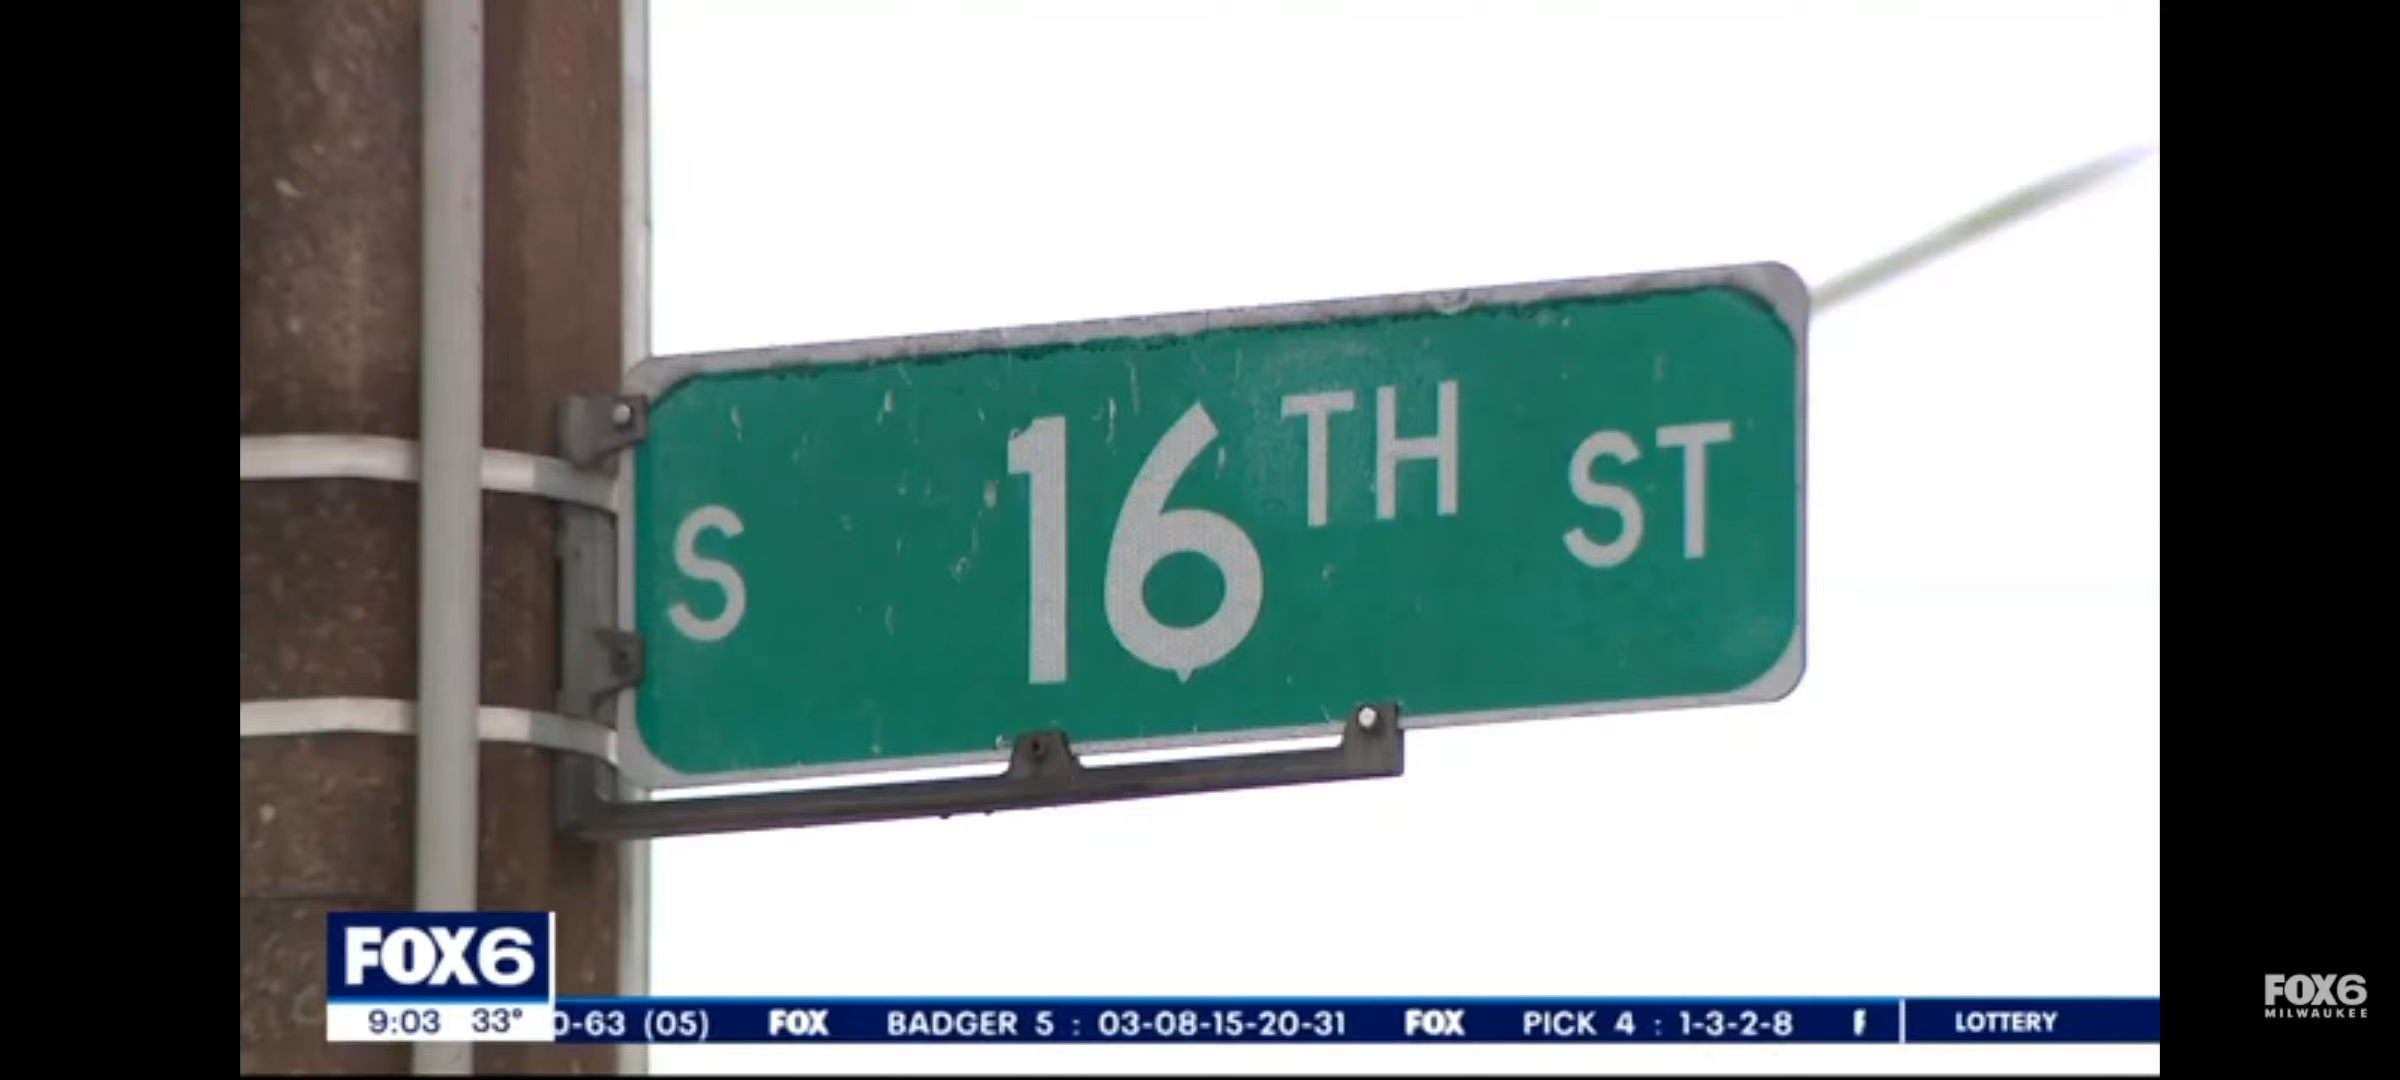 S 16TH ST
FOX6
9:03 33° 0-63 (05) FOX BADGER 5 : 03-08-15-20-31 FOX PICK 4 : 1-3-2-8 LOTTERY
FOX6
MILWAUKEE